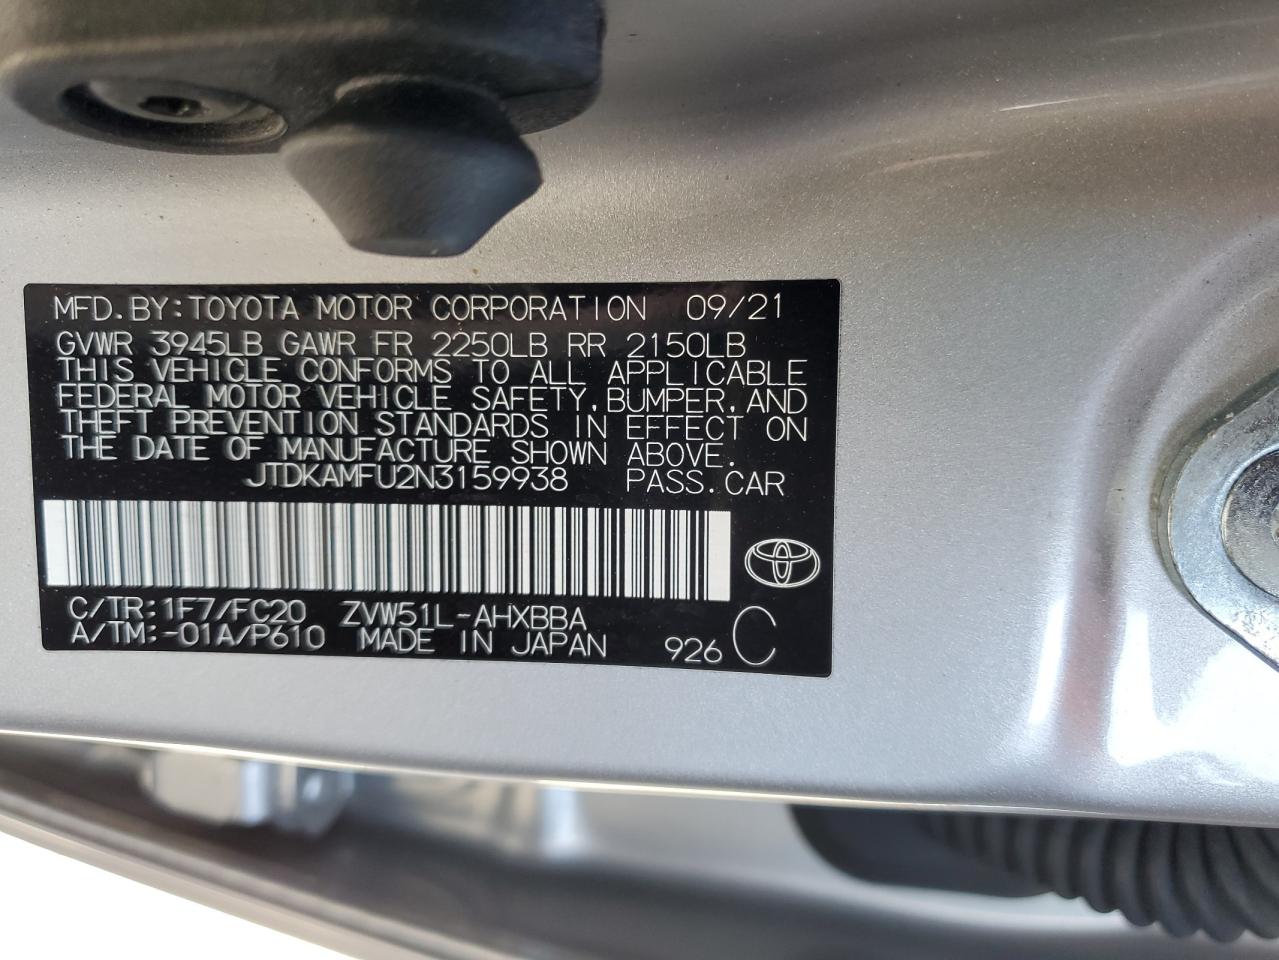 MFD.BY:TOYOTA MOTOR CORPORATION 09/21
GVWR 3945LB GAWR FR 2250LB RR 2150LB
THIS VEHICLE CONFORMS TO ALL APPLICABLE
FEDERAL MOTOR VEHICLE SAFETY,BUMPER,AND
THEFT PREVENTION STANDARDS IN EFFECT ON
THE DATE OF MANUFACTURE SHOWN ABOVE.
JTDKAMFU2N3159938 PASS.CAR
C/TR:1F7/FC20 ZVW51L-AHXBBA
A/TM:-01A/P610 MADE IN JAPAN 926 C